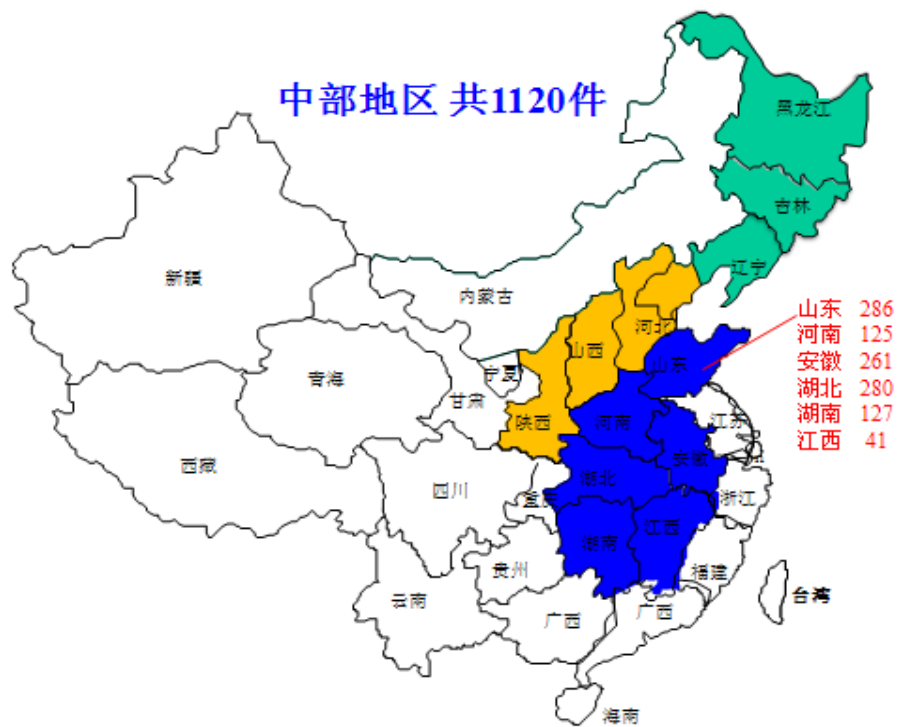 中部地区 共1120件
黑龙江
吉林
辽宁
新疆
内蒙古
山东 286
河南 125
安徽 261
湖北 280
湖南 127
江西 41
河北
山西
山东
宁夏
青海
甘肃
陕西
河南
江苏
安徽
西藏
四川
湖北
浙江
江西
湖南
贵州
福建
云南
广西
广西
台湾
海南